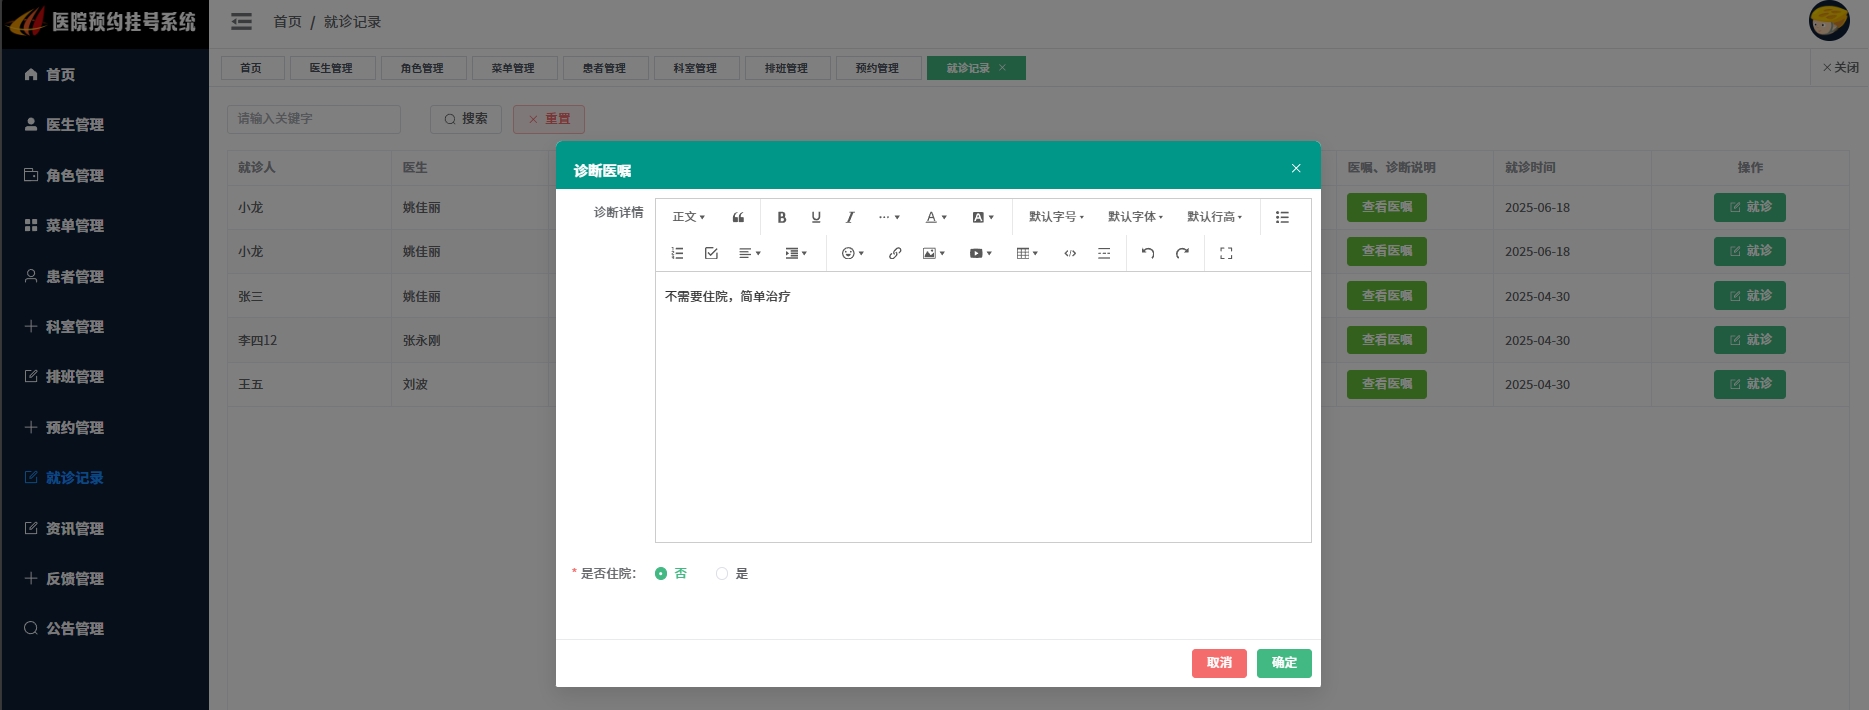 医院预约挂号系统
首页 / 就诊记录
首页 医生管理 角色管理 菜单管理 患者管理 科室管理 排班管理 预约管理 就诊记录 × ×关闭
首页
医生管理
角色管理
菜单管理
患者管理
科室管理
排班管理
预约管理
就诊记录
资讯管理
反馈管理
公告管理
请输入关键字 搜索 重置
就诊人 医生 医嘱、诊断说明 就诊时间 操作
小龙 姚佳丽 查看医嘱 2025-06-18 就诊
小龙 姚佳丽 查看医嘱 2025-06-18 就诊
张三 姚佳丽 查看医嘱 2025-04-30 就诊
李四12 张永刚 查看医嘱 2025-04-30 就诊
王五 刘波 查看医嘱 2025-04-30 就诊
诊断医嘱
诊断详情
正文 B U I A A 默认字号 默认字体 默认行高
不需要住院，简单治疗
* 是否住院： 否 是
取消 确定